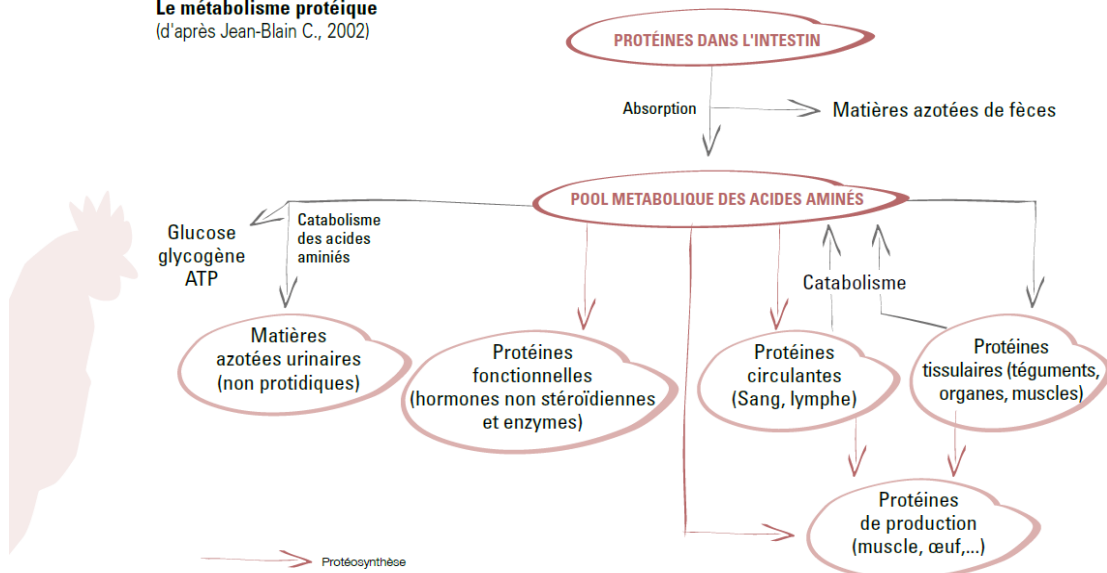 Le métabolisme protéique
(d'après Jean-Blain C., 2002)
PROTÉINES DANS L'INTESTIN
Absorption
Matières azotées de fèces
POOL METABOLIQUE DES ACIDES AMINÉS
Glucose
glycogène
ATP
Catabolisme
des acides
aminiés
Catabolisme
Matières
azotées urinaires
(non protidiques)
Protéines
fonctionnelles
(hormones non stéroïdiennes
et enzymes)
Protéines
circulantes
(Sang, lymphe)
Protéines
tissulaires (téguments,
organes, muscles)
Protéines
de production
(muscle, œuf,...)
Protéosynthèse